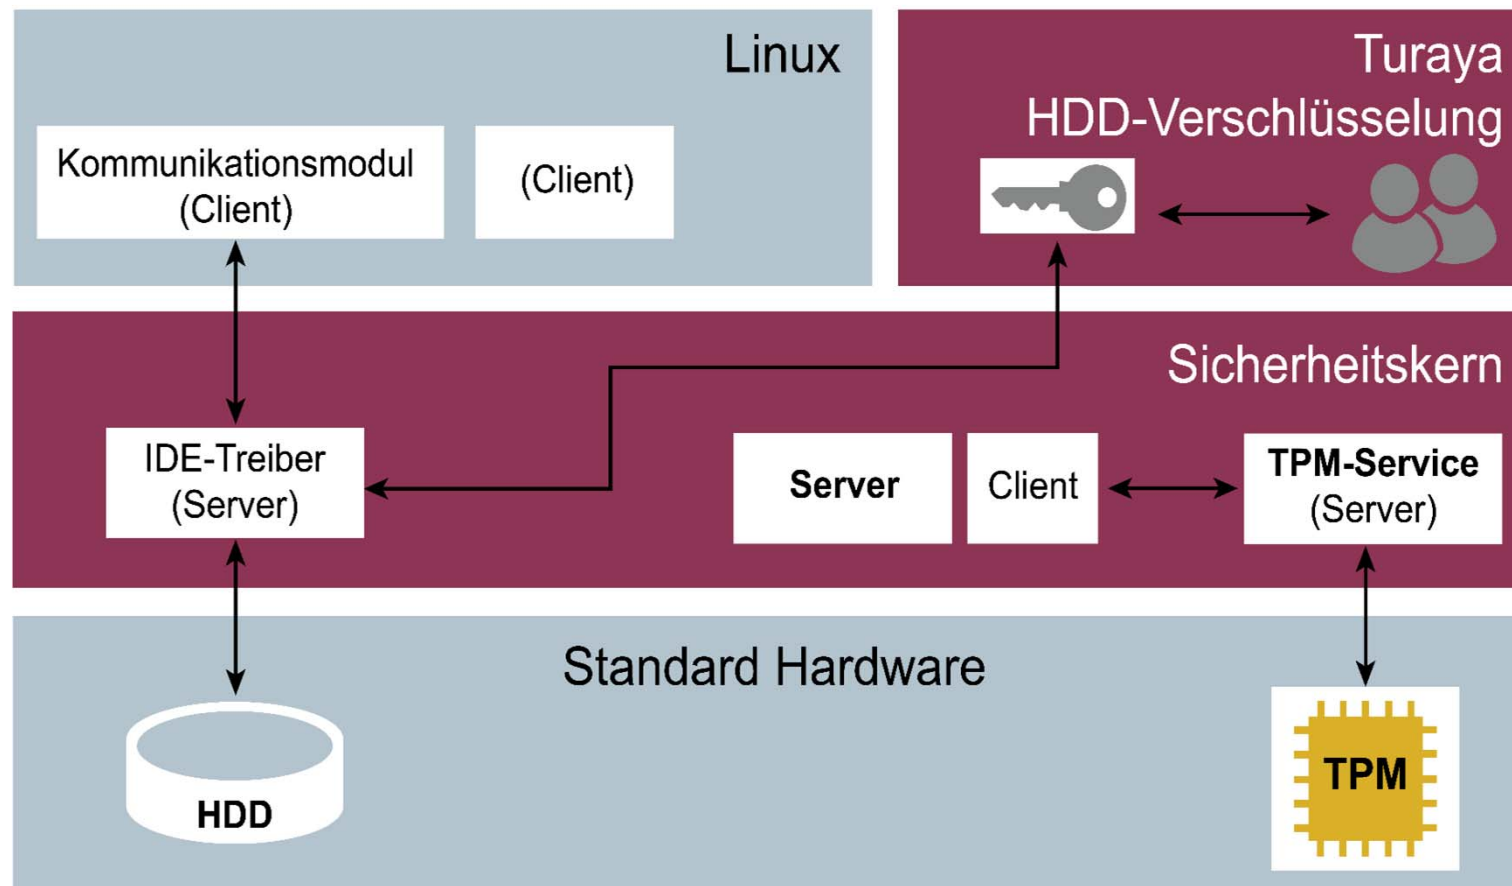 Linux
Turaya
HDD-Verschlüsselung
Kommunikationsmodul
(Client)
(Client)
Sicherheitskern
IDE-Treiber
(Server)
Server
Client
TPM-Service
(Server)
Standard Hardware
HDD
TPM